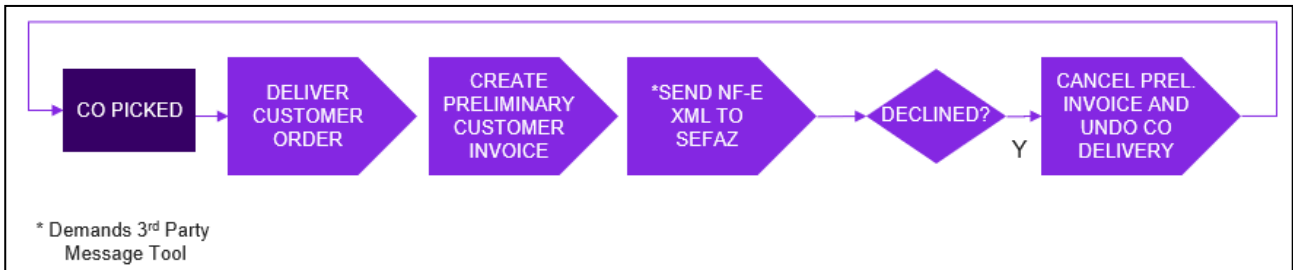 CO PICKED
DELIVER
CUSTOMER
ORDER
CREATE
PRELIMINARY
CUSTOMER
INVOICE
*SEND NF-E
XML TO
SEFAZ
DECLINED?
Y
CANCEL PREL.
INVOICE AND
UNDO CO
DELIVERY
* Demands 3rd Party
Message Tool